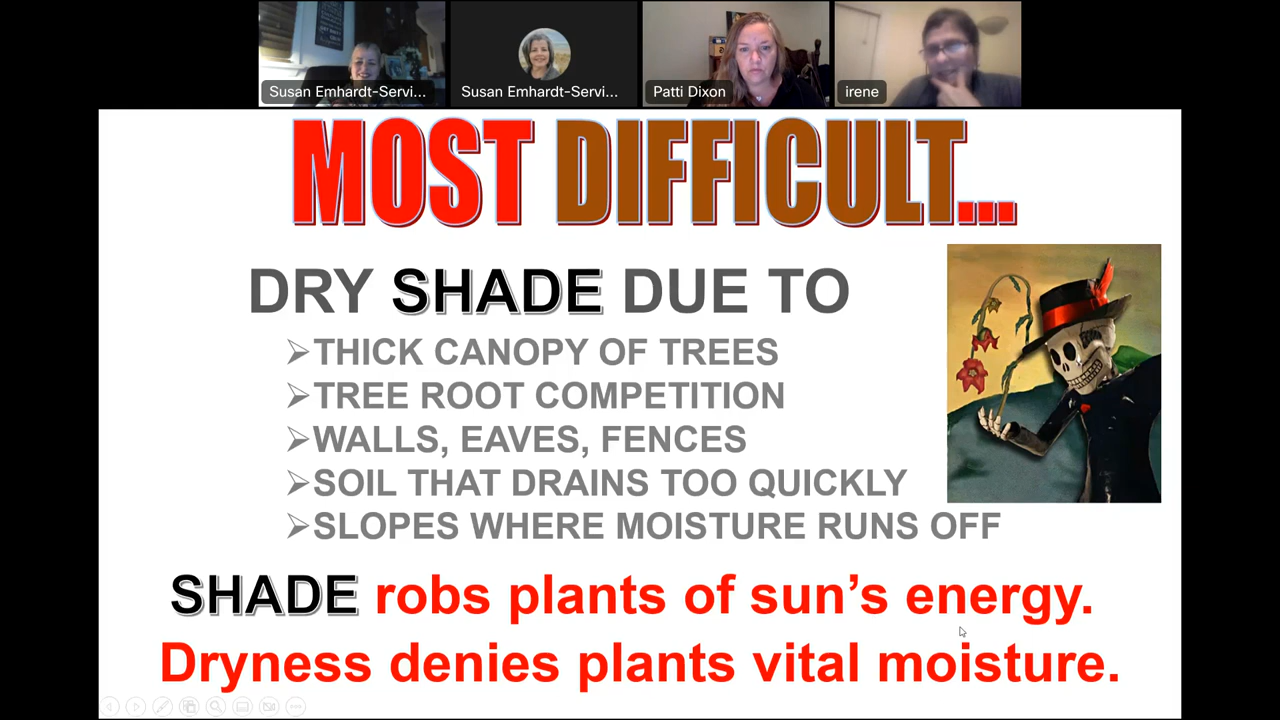 Susan Emhardt-Servi...
Susan Emhardt-Servi...
Patti Dixon
irene
MOST DIFFICULT...
DRY SHADE DUE TO
➢THICK CANOPY OF TREES
➢TREE ROOT COMPETITION
➢WALLS, EAVES, FENCES
➢SOIL THAT DRAINS TOO QUICKLY
➢SLOPES WHERE MOISTURE RUNS OFF
SHADE robs plants of sun’s energy.
Dryness denies plants vital moisture.